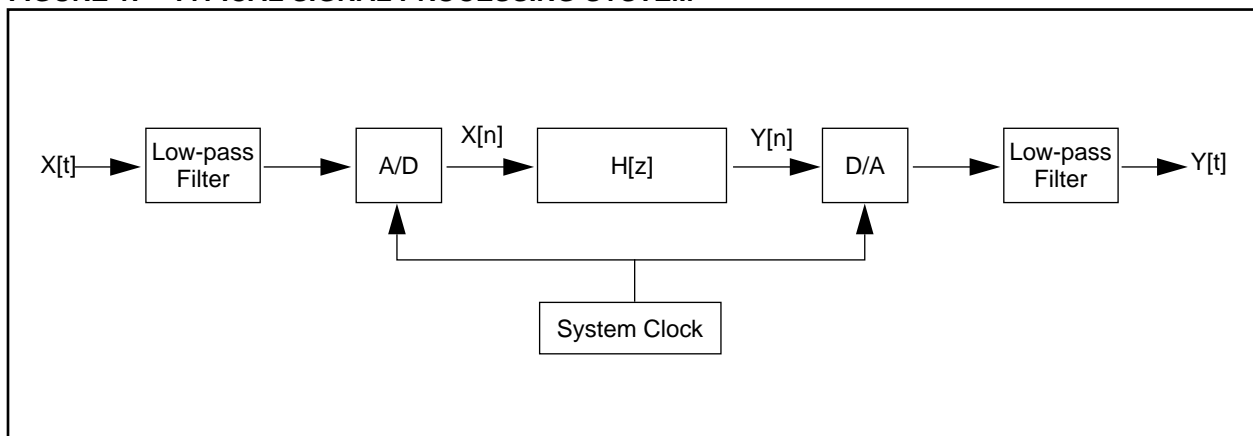 X[t]
Low-pass
Filter
A/D
X[n]
H[z]
Y[n]
D/A
Low-pass
Filter
Y[t]
System Clock